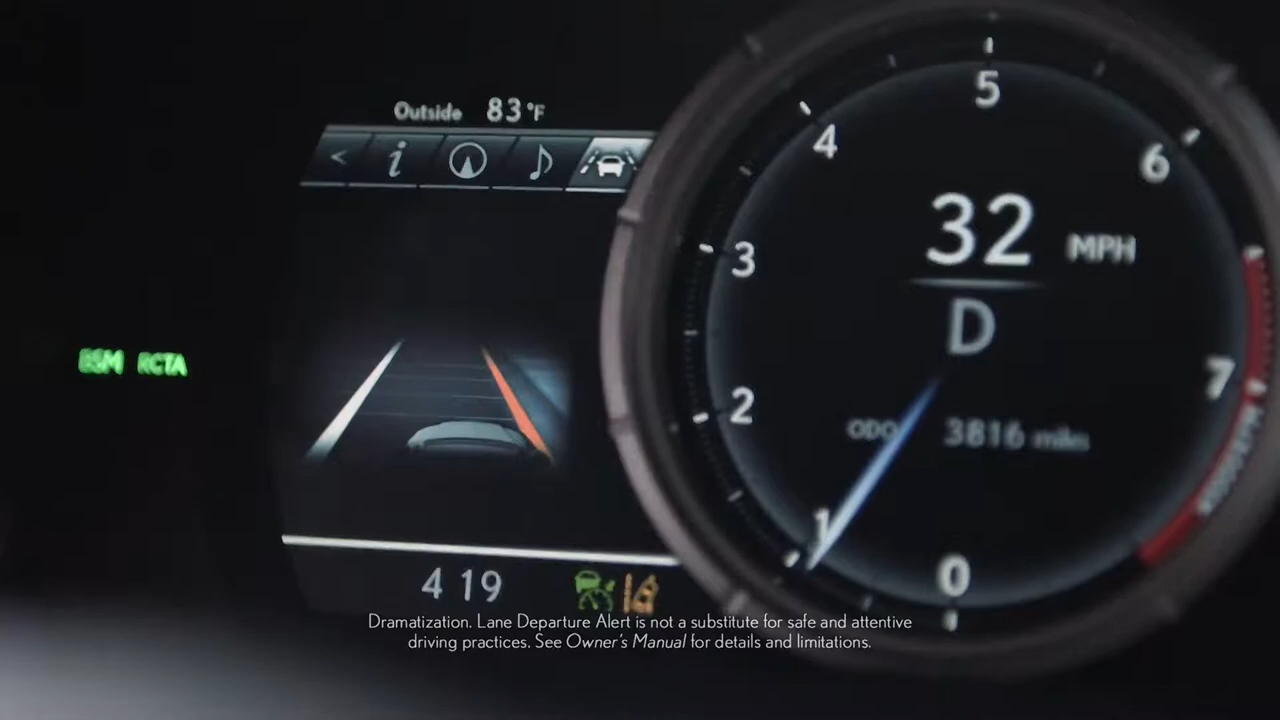 Outside 83°F
5
4
6
32 MPH
3
D
BSM RCTA
7
2
ODO 3816 miles
1
0
4 19
Dramatization. Lane Departure Alert is not a substitute for safe and attentive
driving practices. See Owner's Manual for details and limitations.